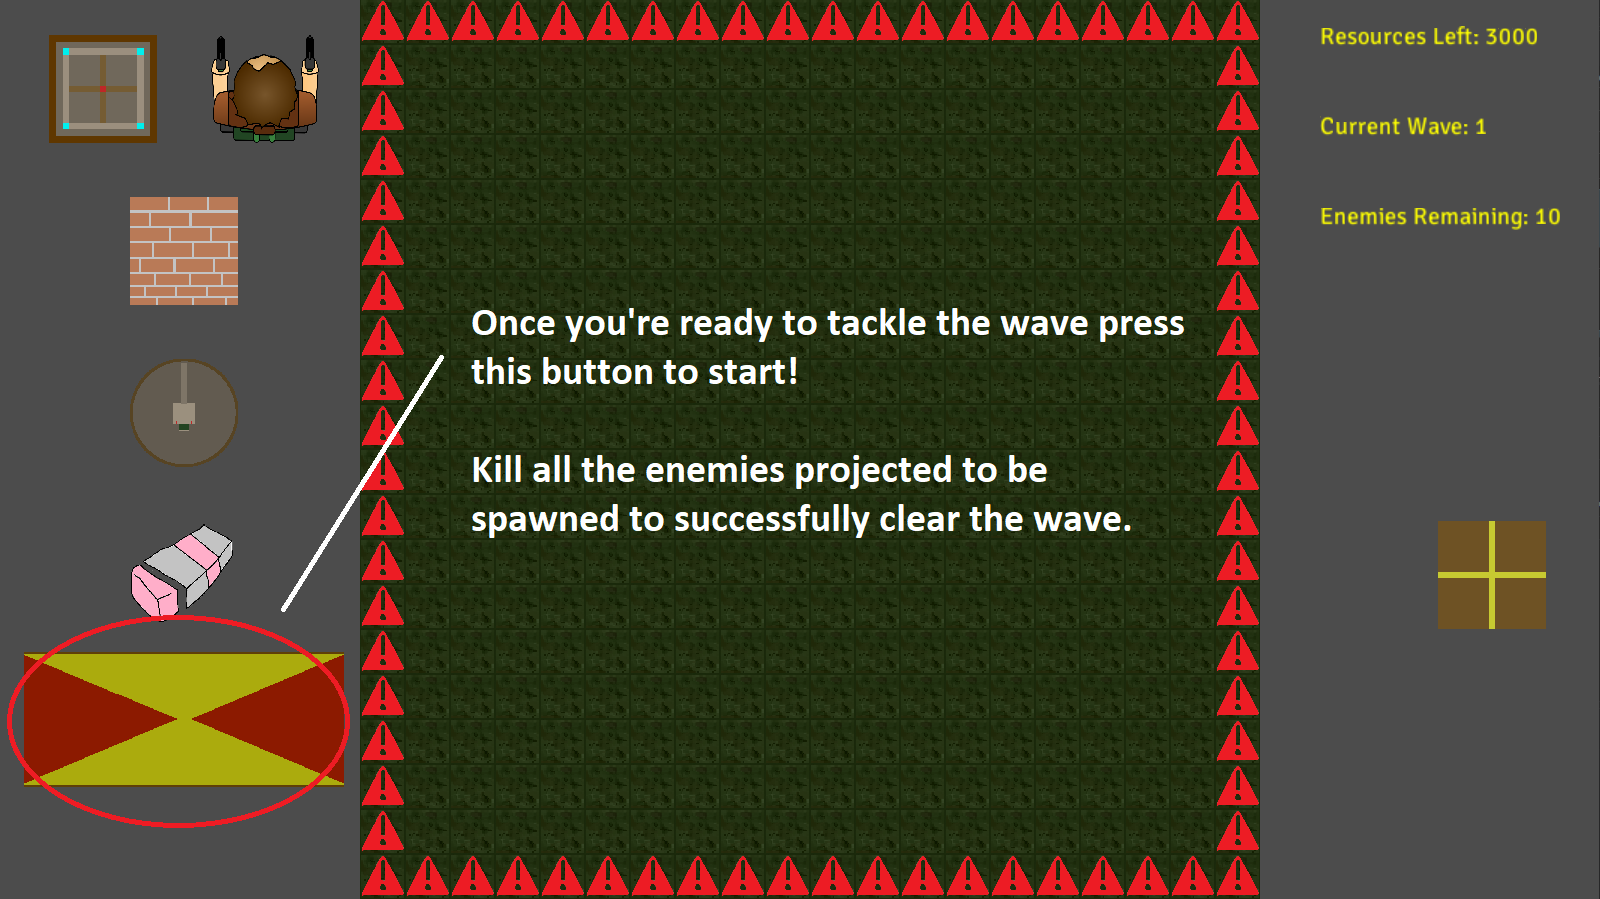 Resources Left: 3000
Current Wave: 1
Enemies Remaining: 10
Once you're ready to tackle the wave press
this button to start!
Kill all the enemies projected to be
spawned to successfully clear the wave.